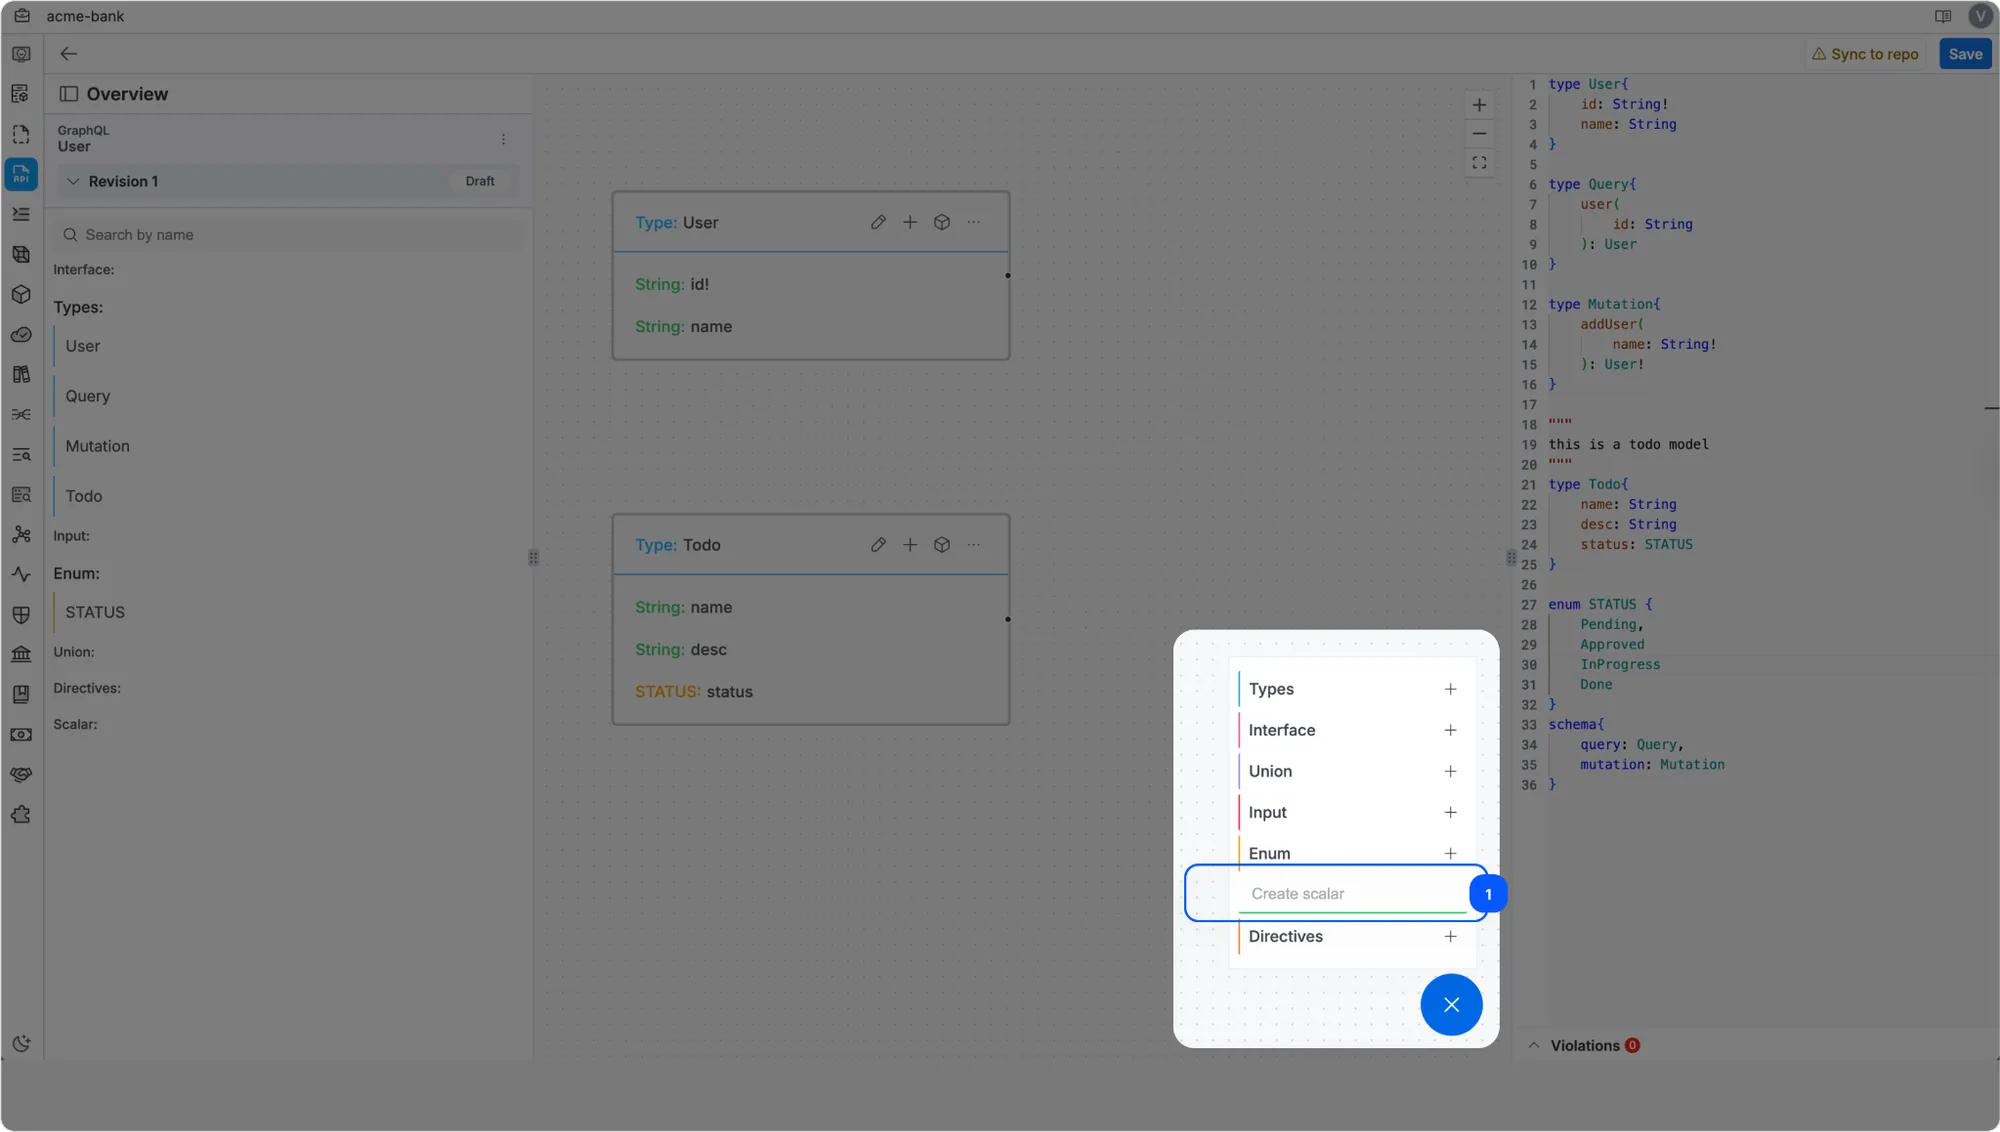 acme-bank
V
Sync to repo
Save
Overview
GraphQL
User
Revision 1
Draft
Search by name
Interface:
Types:
User
Query
Mutation
Todo
Input:
Enum:
STATUS
Union:
Directives:
Scalar:
API
Type: User
String: id!
String: name
Type: Todo
String: name
String: desc
STATUS: status
Types
Interface
Union
Input
Enum
Create scalar
1
Directives
1 type User{
2 id: String!
3 name: String
4 }
5
6 type Query{
7 user(
8 id: String
9 ): User
10 }
11
12 type Mutation{
13 addUser(
14 name: String!
15 ): User!
16 }
17
18 """
19 this is a todo model
20 """
21 type Todo{
22 name: String
23 desc: String
24 status: STATUS
25 }
26
27 enum STATUS {
28 Pending,
29 Approved
30 InProgress
31 Done
32 }
33 schema{
34 query: Query,
35 mutation: Mutation
36 }
Violations 0